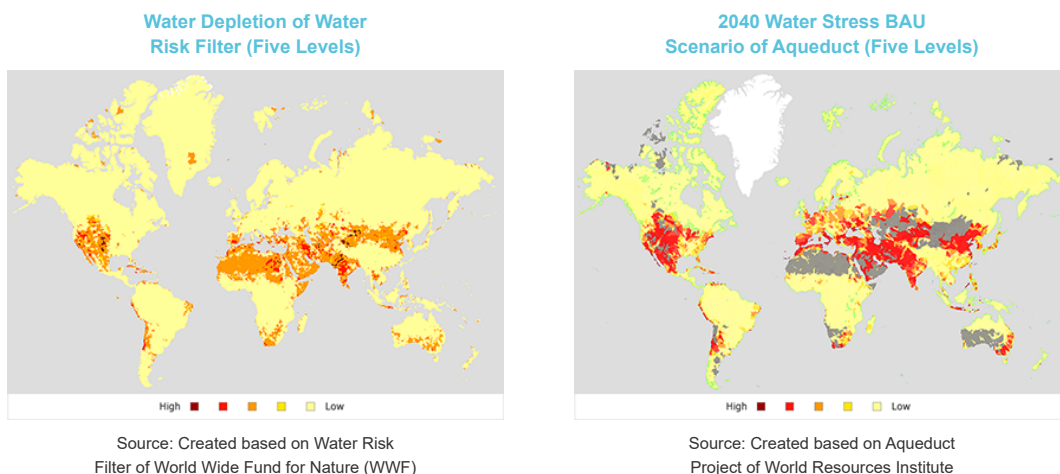 Water Depletion of Water
Risk Filter (Five Levels)
High
Low
Source: Created based on Water Risk
Filter of World Wide Fund for Nature (WWF)
2040 Water Stress BAU
Scenario of Aqueduct (Five Levels)
High
Low
Source: Created based on Aqueduct
Project of World Resources Institute